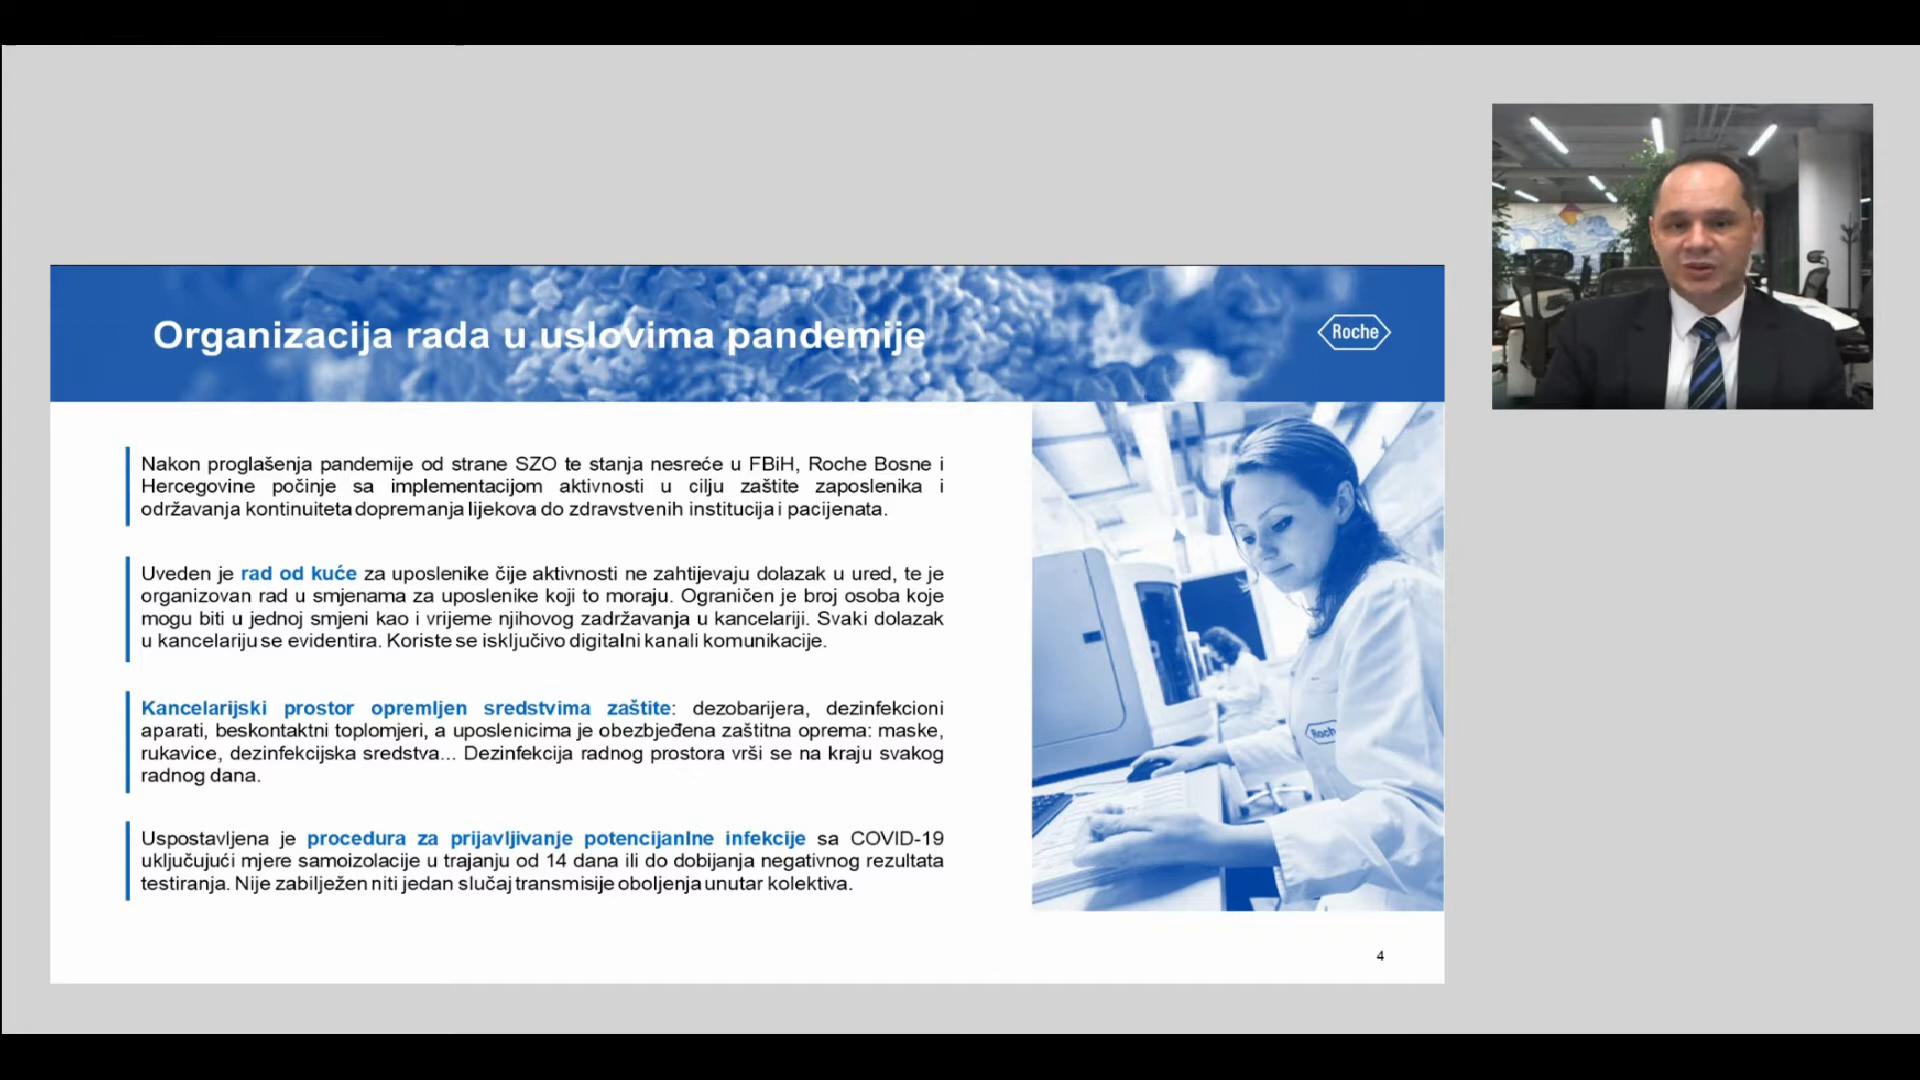 Organizacija rada u uslovima pandemije
Roche
Nakon proglašenja pandemije od strane SZO te stanja nesreće u FBiH, Roche Bosne i
Hercegovine počinje sa implementacijom aktivnosti u cilju zaštite zaposlenika i
održavanja kontinuiteta dopremanja lijekova do zdravstvenih institucija i pacijenata.
Uveden je rad od kuće za uposlenike čije aktivnosti ne zahtijevaju dolazak u ured, te je
organizovan rad u smjenama za uposlenike koji to moraju. Ograničen je broj osoba koje
mogu biti u jednoj smjeni kao i vrijeme njihovog zadržavanja u kancelariji. Svaki dolazak
u kancelariju se evidentira. Koriste se isključivo digitalni kanali komunikacije.
Kancelarijski prostor opremljen sredstvima zaštite: dezobarijera, dezinfekcioni
aparati, beskontaktni toplomjeri, a uposlenicima je obezbjeđena zaštitna oprema: maske,
rukavice, dezinfekcijska sredstva... Dezinfekcija radnog prostora vrši se na kraju svakog
radnog dana.
Uspostavljena je procedura za prijavljivanje potencijanlne infekcije sa COVID-19
uključujući mjere samoizolacije u trajanju od 14 dana ili do dobijanja negativnog rezultata
testiranja. Nije zabilježen niti jedan slučaj transmisije oboljenja unutar kolektiva.
Roche
4